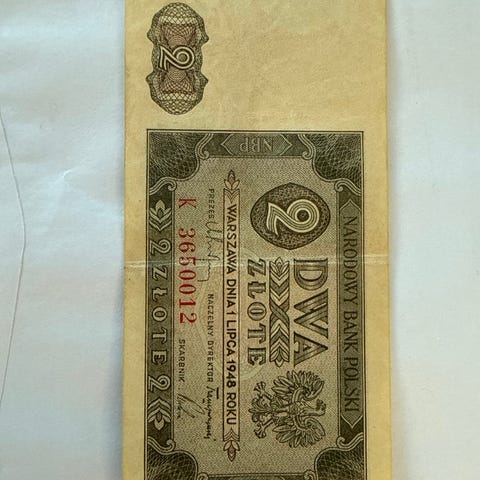 2
NBP
NARODOWY BANK POLSKI
2
DWA
ZŁOTE
WARSZAWA DNIA 1 LIPCA 1948 ROKU
PREZES
NACZELNY DYREKTOR
SKARBNIK
K 3650012
2 ZŁOTE 2